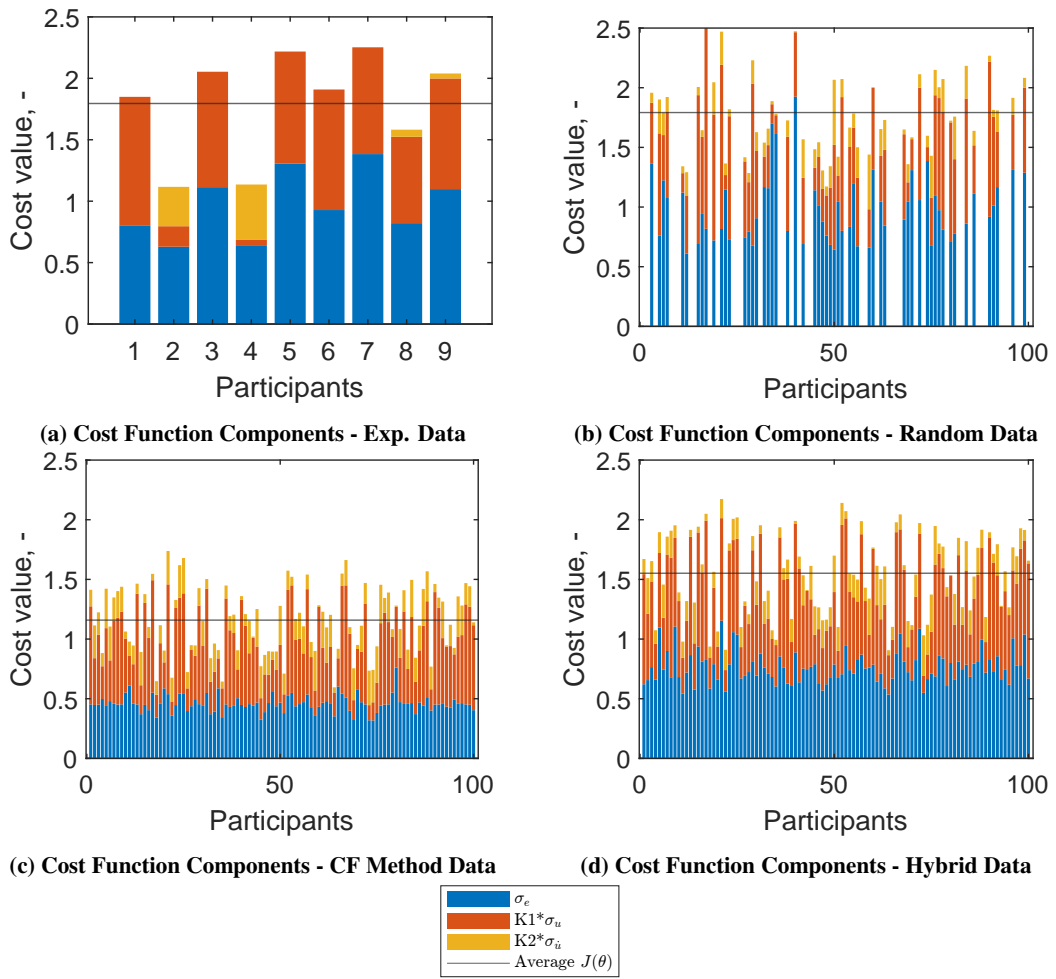 2.5
2
1.5
1
0.5
0
Cost value, -
1 2 3 4 5 6 7 8 9
Participants
(a) Cost Function Components - Exp. Data
2.5
2
1.5
1
0.5
0
Cost value, -
0 50 100
Participants
(b) Cost Function Components - Random Data
2.5
2
1.5
1
0.5
0
Cost value, -
0 50 100
Participants
(c) Cost Function Components - CF Method Data
2.5
2
1.5
1
0.5
0
Cost value, -
0 50 100
Participants
(d) Cost Function Components - Hybrid Data
σₑ
K1*σᵤ
K2*σ_u̇
Average J(θ)